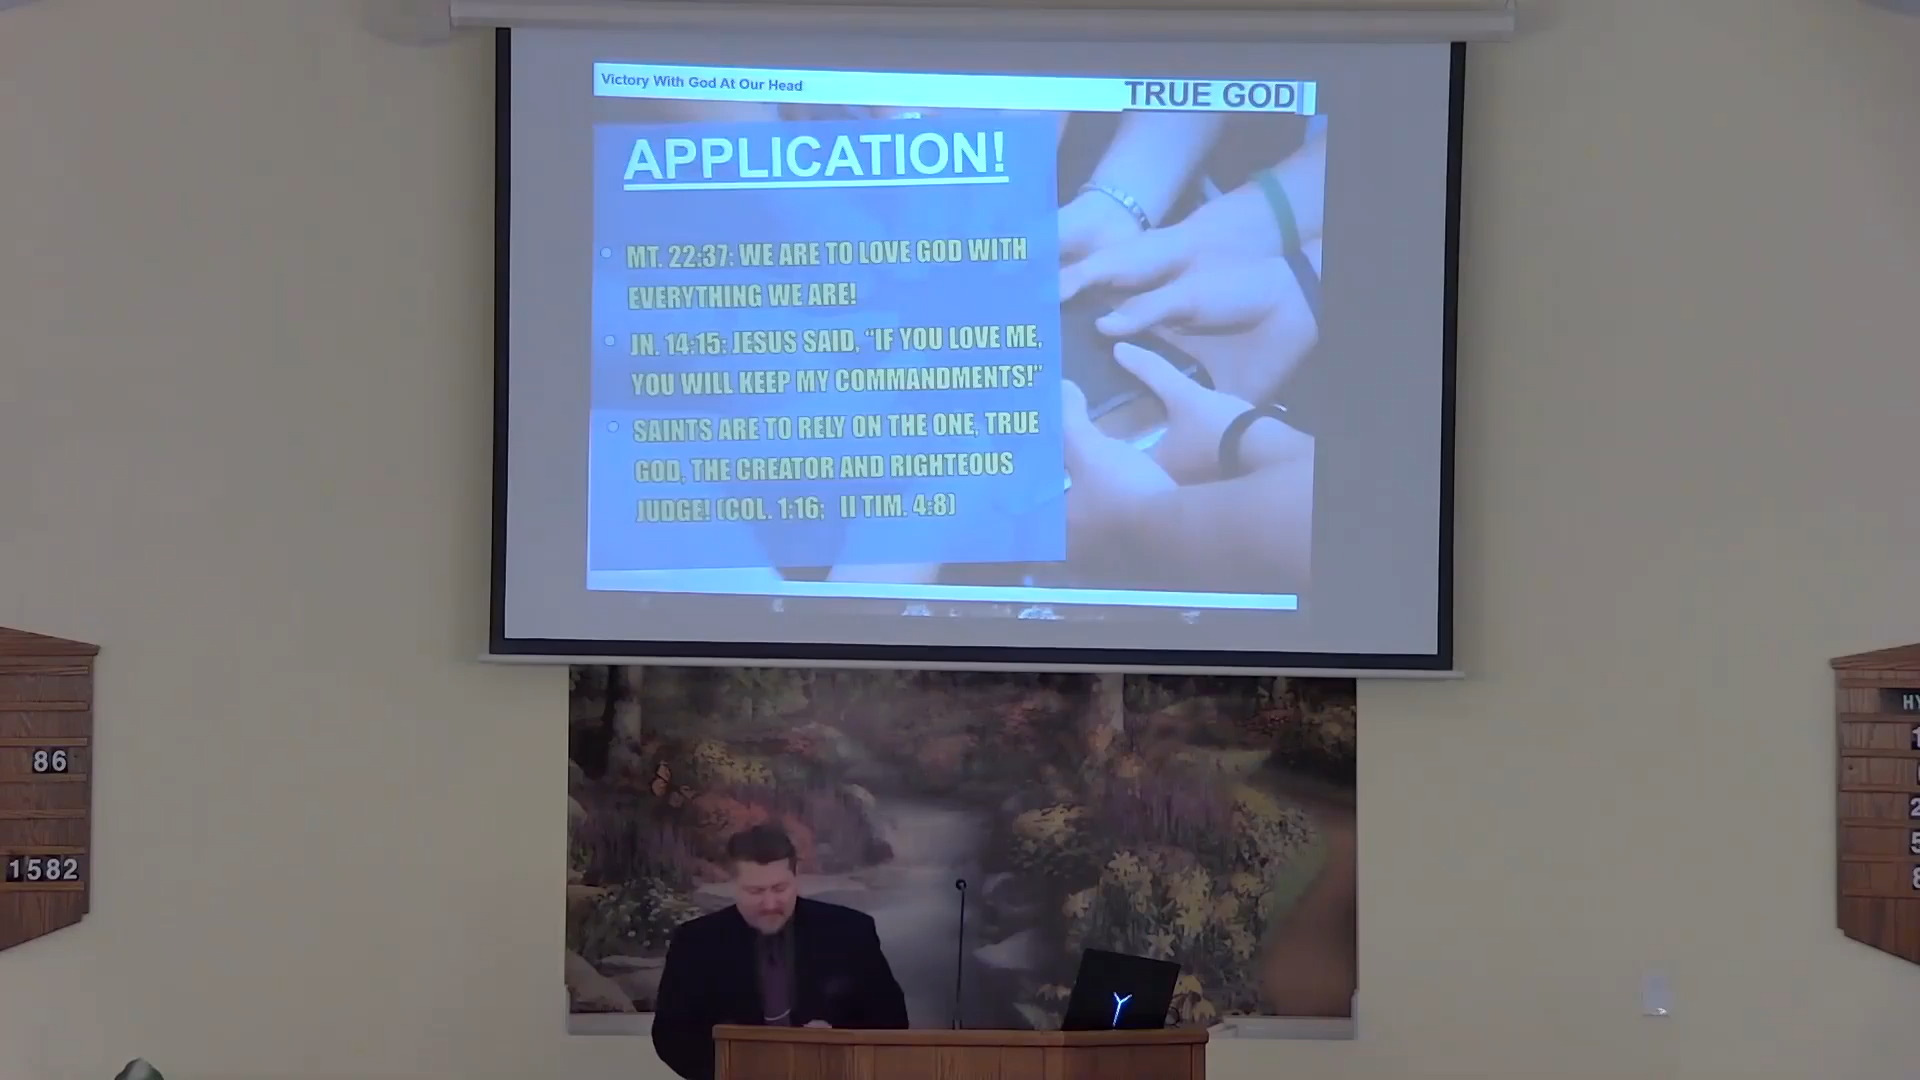 Victory With God At Our Head
TRUE GOD
APPLICATION!
MT. 22:37: WE ARE TO LOVE GOD WITH
EVERYTHING WE ARE!
JN. 14:15: JESUS SAID, “IF YOU LOVE ME,
YOU WILL KEEP MY COMMANDMENTS!”
SAINTS ARE TO RELY ON THE ONE, TRUE
GOD, THE CREATOR AND RIGHTEOUS
JUDGE! (COL. 1:16; II TIM. 4:8)
86
1582
HY